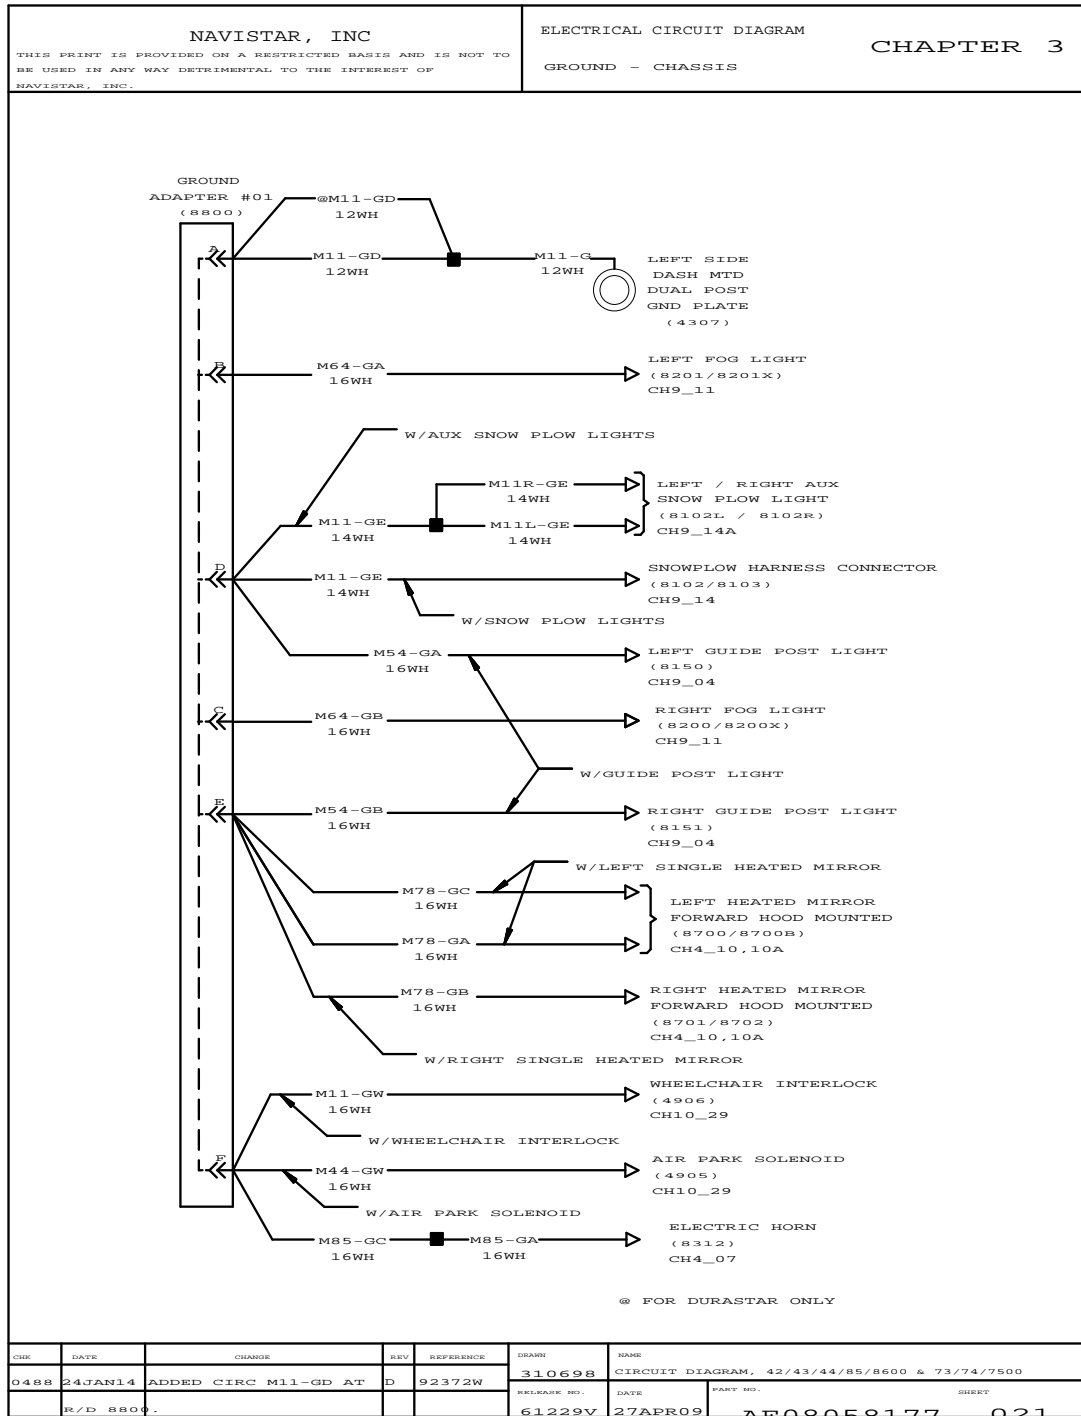 NAVISTAR, INC
THIS PRINT IS PROVIDED ON A RESTRICTED BASIS AND IS NOT TO
BE USED IN ANY WAY DETRIMENTAL TO THE INTEREST OF
NAVISTAR, INC.
ELECTRICAL CIRCUIT DIAGRAM
GROUND - CHASSIS
CHAPTER 3
GROUND
ADAPTER #01
(8800)
@M11-GD
12WH
A
M11-GD
12WH
M11-G
12WH
LEFT SIDE
DASH MTD
DUAL POST
GND PLATE
(4307)
B
M64-GA
16WH
LEFT FOG LIGHT
(8201/8201X)
CH9_11
W/AUX SNOW PLOW LIGHTS
M11R-GE
14WH
M11-GE
14WH
M11L-GE
14WH
LEFT / RIGHT AUX
SNOW PLOW LIGHT
(8102L / 8102R)
CH9_14A
D
M11-GE
14WH
SNOWPLOW HARNESS CONNECTOR
(8102/8103)
CH9_14
W/SNOW PLOW LIGHTS
M54-GA
16WH
LEFT GUIDE POST LIGHT
(8150)
CH9_04
C
M64-GB
16WH
RIGHT FOG LIGHT
(8200/8200X)
CH9_11
W/GUIDE POST LIGHT
E
M54-GB
16WH
RIGHT GUIDE POST LIGHT
(8151)
CH9_04
W/LEFT SINGLE HEATED MIRROR
M78-GC
16WH
M78-GA
16WH
LEFT HEATED MIRROR
FORWARD HOOD MOUNTED
(8700/8700B)
CH4_10,10A
M78-GB
16WH
RIGHT HEATED MIRROR
FORWARD HOOD MOUNTED
(8701/8702)
CH4_10,10A
W/RIGHT SINGLE HEATED MIRROR
M11-GW
16WH
WHEELCHAIR INTERLOCK
(4906)
CH10_29
W/WHEELCHAIR INTERLOCK
F
M44-GW
16WH
AIR PARK SOLENOID
(4905)
CH10_29
W/AIR PARK SOLENOID
M85-GC
16WH
M85-GA
16WH
ELECTRIC HORN
(8312)
CH4_07
@ FOR DURASTAR ONLY
CHK DATE CHANGE REV REFERENCE
0488 24JAN14 ADDED CIRC M11-GD AT D 92372W
R/D 8800.
DRAWN
310698
NAME
CIRCUIT DIAGRAM, 42/43/44/85/8600 & 73/74/7500
RELEASE NO.
61229V
DATE
27APR09
PART NO. SHEET
AE08058177 021